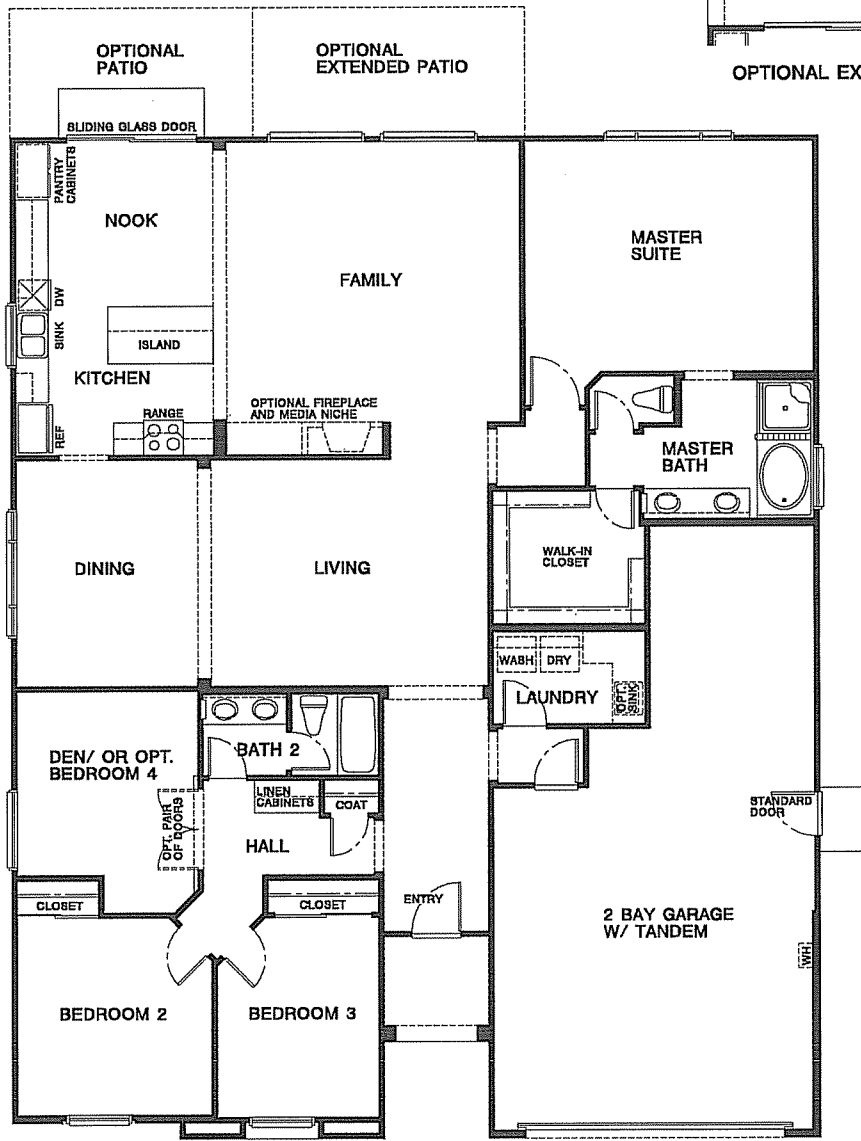 OPTIONAL
PATIO
OPTIONAL
EXTENDED PATIO
OPTIONAL EX
SLIDING GLASS DOOR
PANTRY
CABINETS
NOOK
FAMILY
MASTER
SUITE
DW
SINK
ISLAND
KITCHEN
REF
RANGE
OPTIONAL FIREPLACE
AND MEDIA NICHE
MASTER
BATH
DINING
LIVING
WALK-IN
CLOSET
WASH
DRY
LAUNDRY
OPT.
SINK
DEN/ OR OPT.
BEDROOM 4
BATH 2
OPT. PAIR
OF DOORS
LINEN
CABINETS
COAT
HALL
STANDARD
DOOR
CLOSET
CLOSET
ENTRY
2 BAY GARAGE
W/ TANDEM
WH
BEDROOM 2
BEDROOM 3